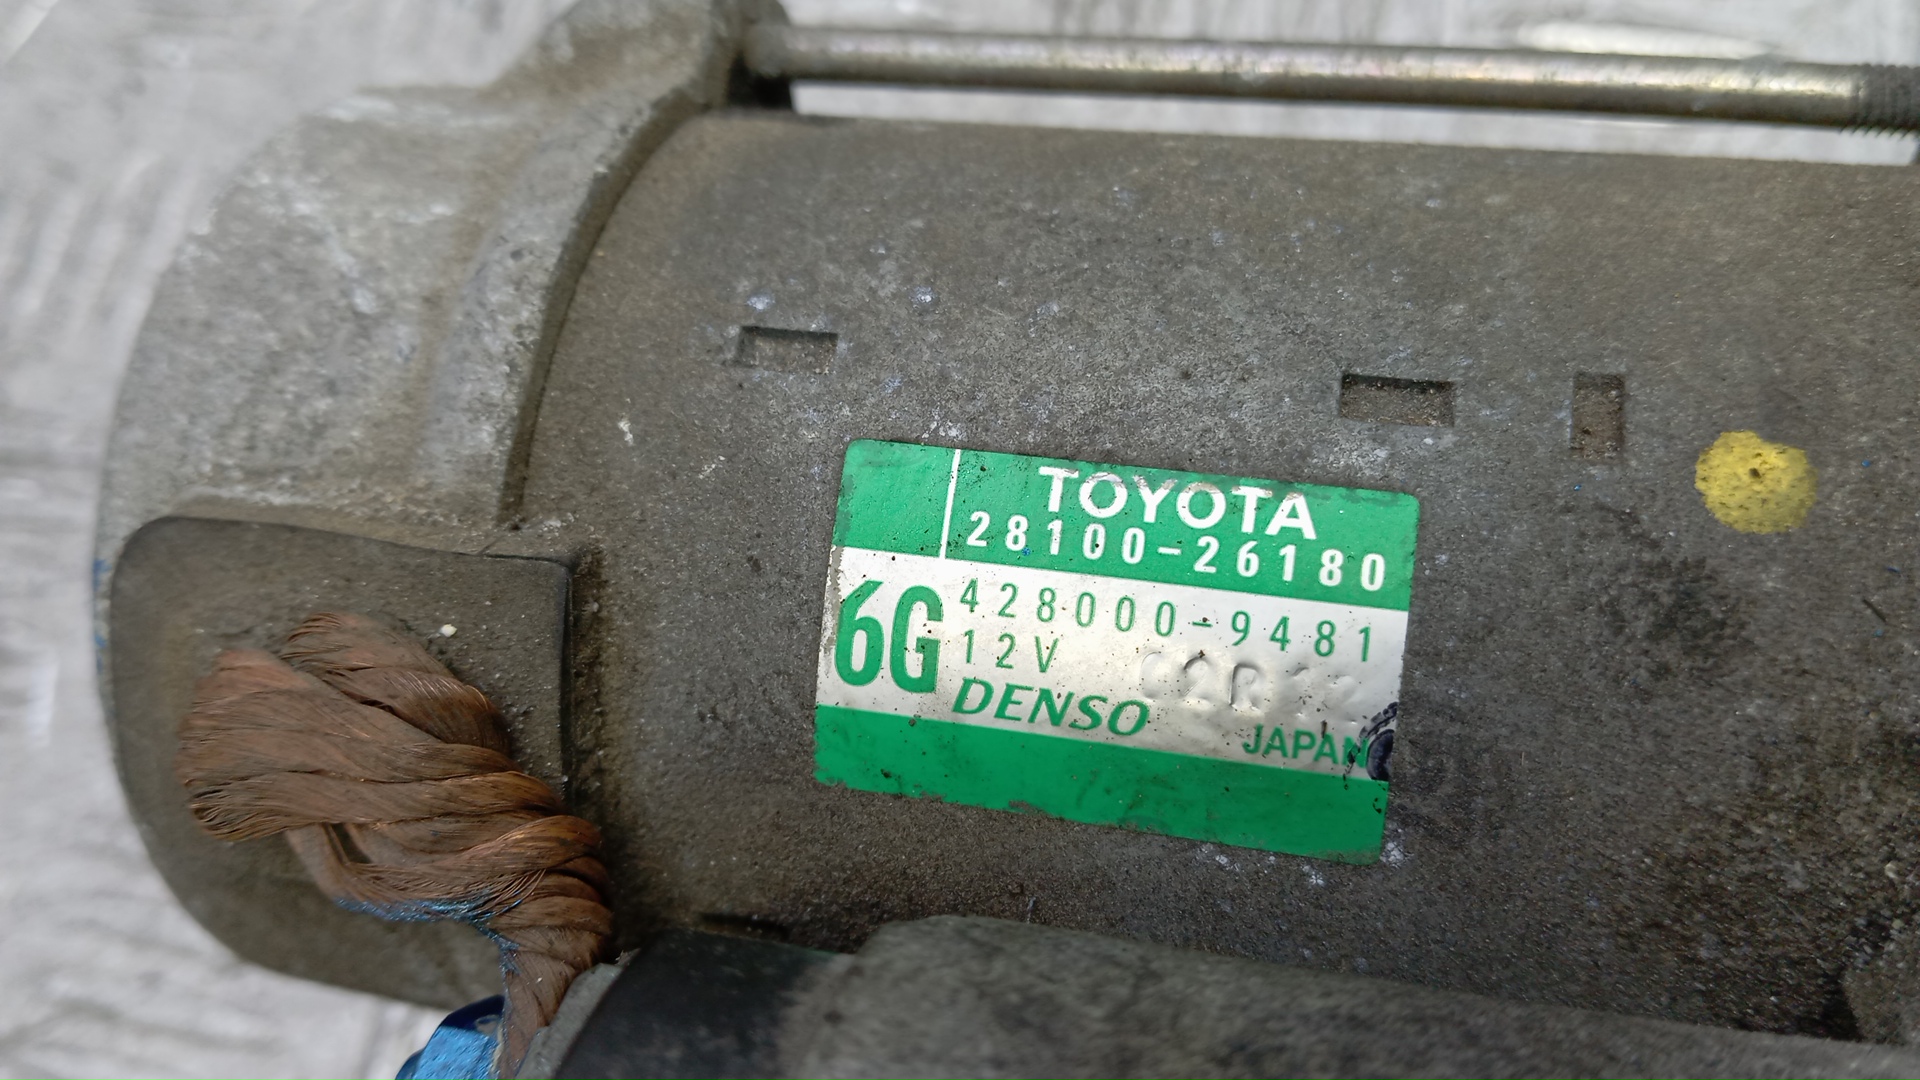 TOYOTA
28100-26180
6G
428000-9481
12V
DENSO
JAPAN